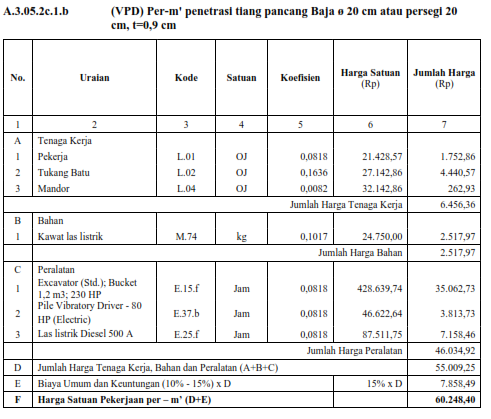 A.3.05.2c.1.b (VPD) Per-m' penetrasi tiang pancang Baja ø 20 cm atau persegi 20
cm, t=0,9 cm
No. Uraian Kode Satuan Koefisien Harga Satuan (Rp) Jumlah Harga (Rp)
1 2 3 4 5 6 7
A Tenaga Kerja
1 Pekerja L.01 OJ 0,0818 21.428,57 1.752,86
2 Tukang Batu L.02 OJ 0,1636 27.142,86 4.440,57
3 Mandor L.04 OJ 0,0082 32.142,86 262,93
Jumlah Harga Tenaga Kerja 6.456,36
B Bahan
1 Kawat las listrik M.74 kg 0,1017 24.750,00 2.517,97
Jumlah Harga Bahan 2.517,97
C Peralatan
1 Excavator (Std.); Bucket 1,2 m3; 230 HP E.15.f Jam 0,0818 428.639,74 35.062,73
2 Pile Vibratory Driver - 80 HP (Electric) E.37.b Jam 0,0818 46.622,64 3.813,73
3 Las listrik Diesel 500 A E.25.f Jam 0,0818 87.511,75 7.158,46
Jumlah Harga Peralatan 46.034,92
D Jumlah Harga Tenaga Kerja, Bahan dan Peralatan (A+B+C) 55.009,25
E Biaya Umum dan Keuntungan (10% - 15%) x D 15% x D 7.858,49
F Harga Satuan Pekerjaan per – m’ (D+E) 60.248,40